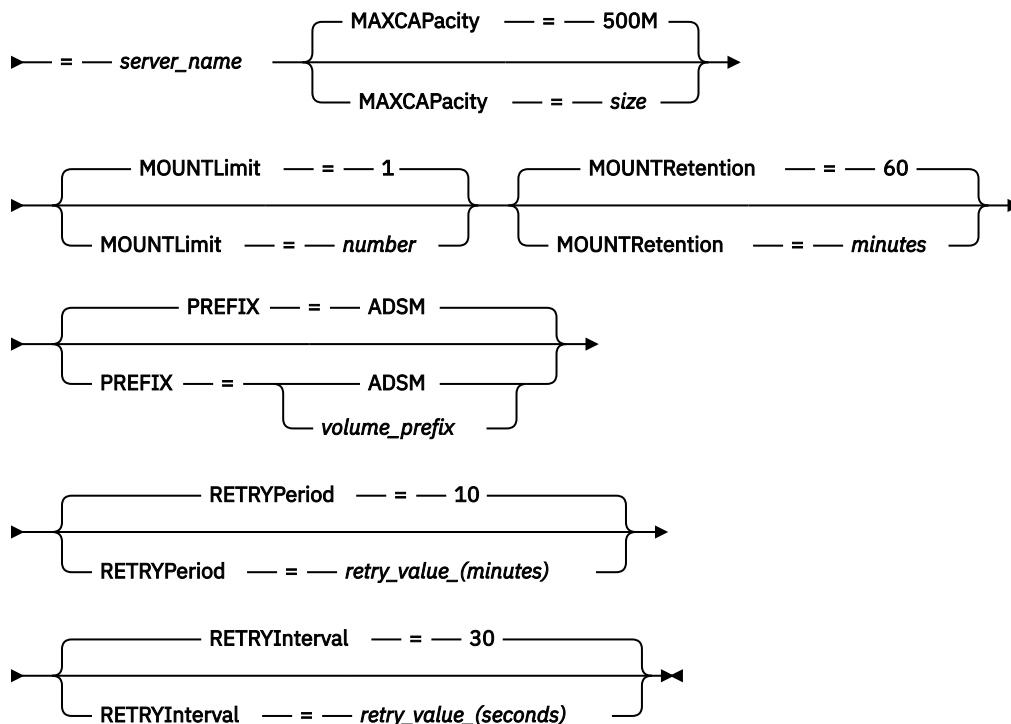 MAXCAPacity = 500M
= server_name
MAXCAPacity = size
MOUNTLimit = 1 MOUNTRetention = 60
MOUNTLimit = number MOUNTRetention = minutes
PREFIX = ADSM
PREFIX = ADSM
volume_prefix
RETRYPeriod = 10
RETRYPeriod = retry_value_(minutes)
RETRYInterval = 30
RETRYInterval = retry_value_(seconds)